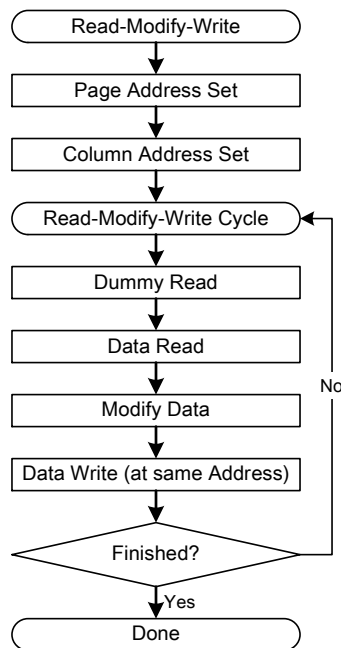 Read-Modify-Write
Page Address Set
Column Address Set
Read-Modify-Write Cycle
Dummy Read
Data Read
No
Modify Data
Data Write (at same Address)
Finished?
Yes
Done